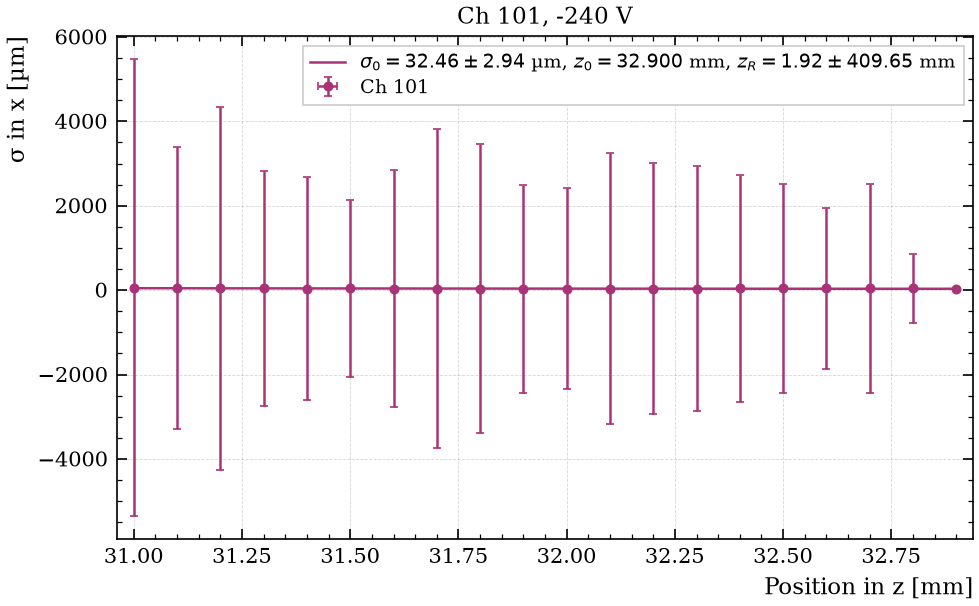 Ch 101, -240 V
σ in x [µm]
6000
4000
2000
0
−2000
−4000
σ₀ = 32.46 ± 2.94 µm, z₀ = 32.900 mm, z_R = 1.92 ± 409.65 mm
Ch 101
31.00 31.25 31.50 31.75 32.00 32.25 32.50 32.75
Position in z [mm]